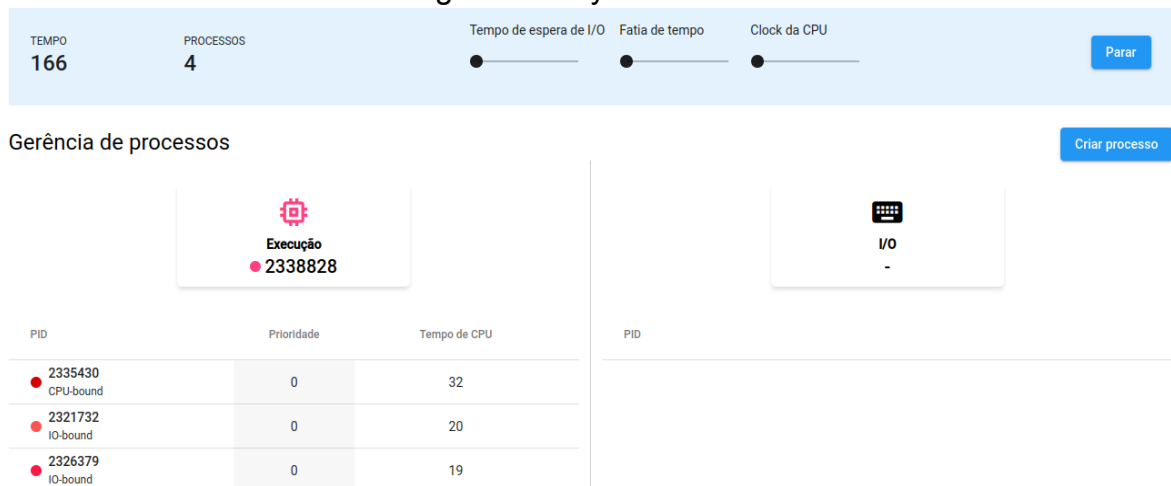 Tempo de espera de I/O Fatia de tempo Clock da CPU
TEMPO PROCESSOS
166 4
Parar
Gerência de processos
Criar processo
Execução
2338828
I/O
-
PID Prioridade Tempo de CPU
PID
2335430
CPU-bound
0 32
2321732
IO-bound
0 20
2326379
IO-bound
0 19